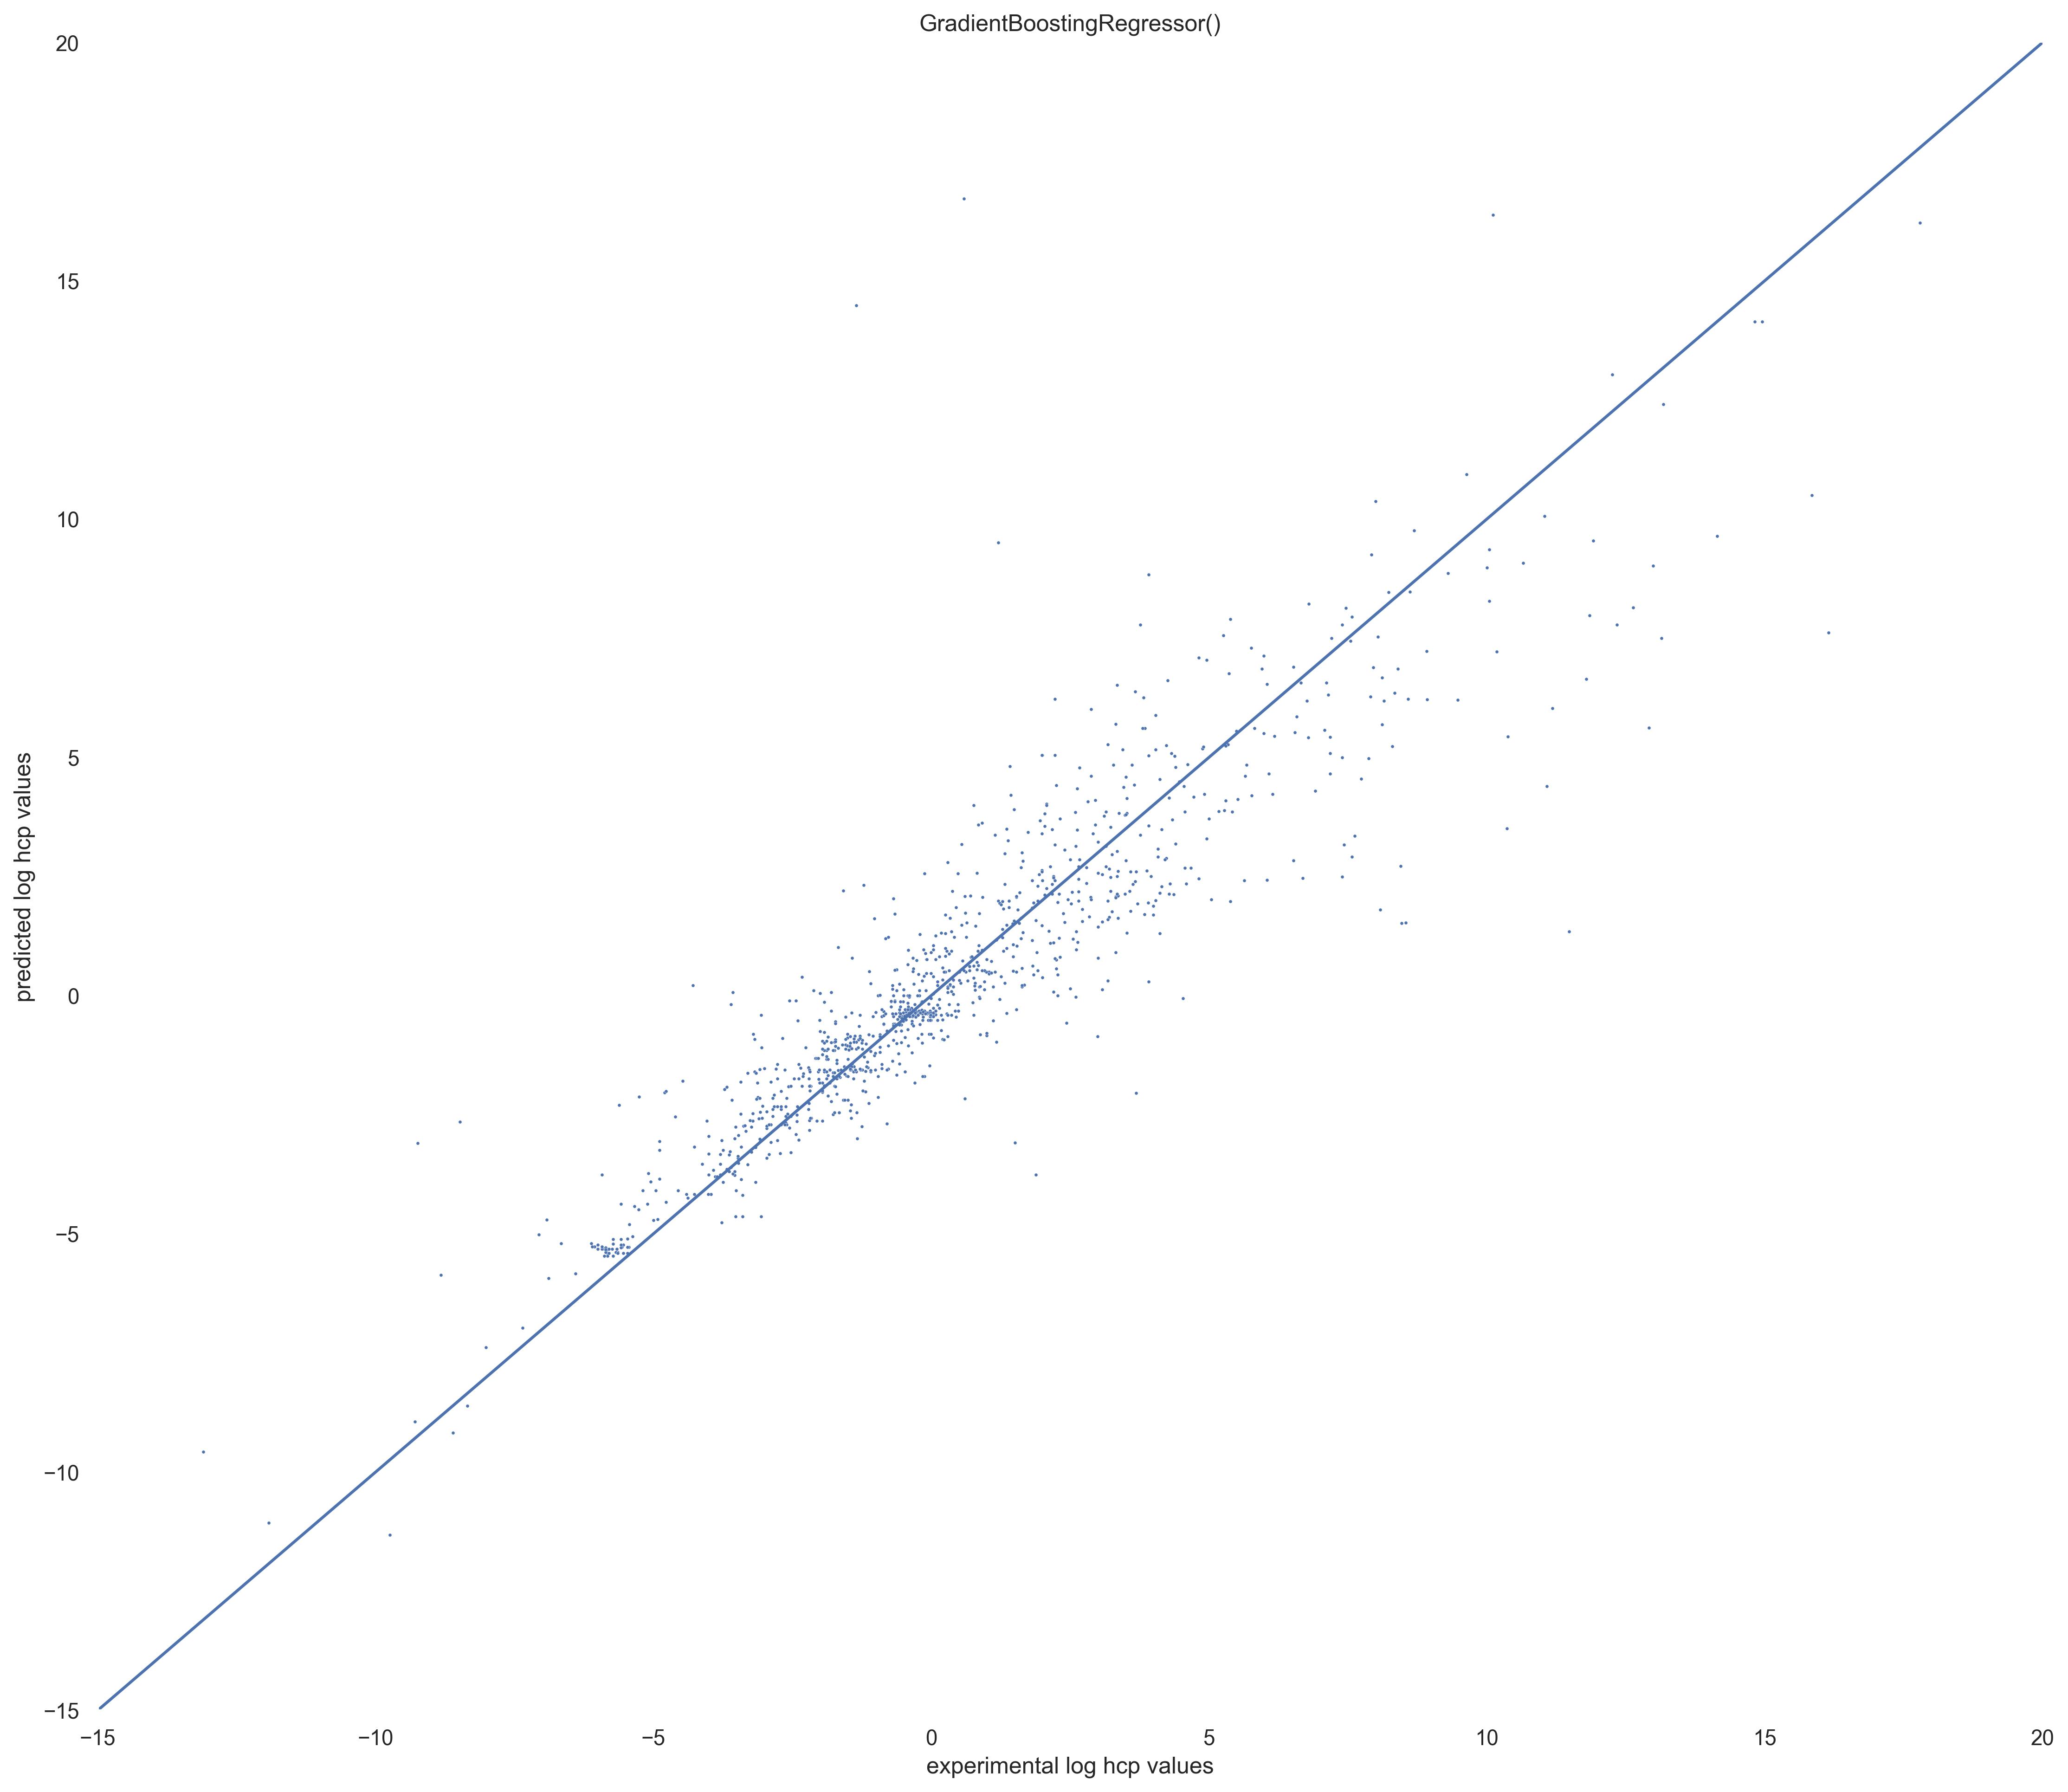 GradientBoostingRegressor()
20
15
10
5
0
−5
−10
−15
predicted log hcp values
−15 −10 −5 0 5 10 15 20
experimental log hcp values